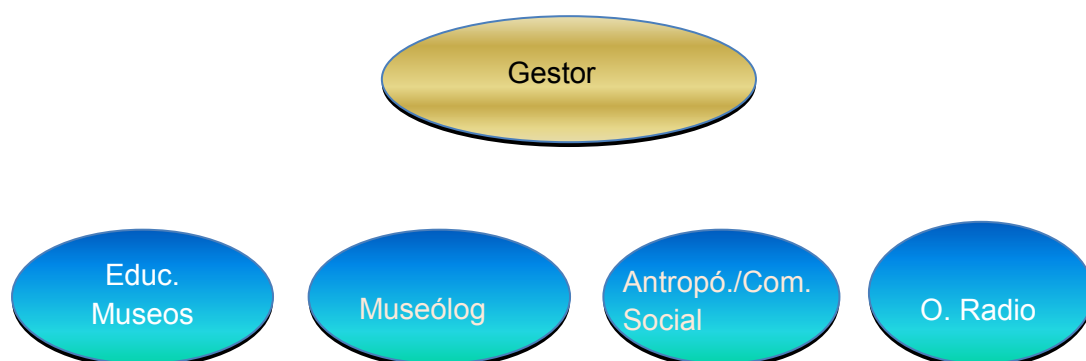 Gestor
Educ.
Museos
Museólog
Antropó./Com.
Social
O. Radio